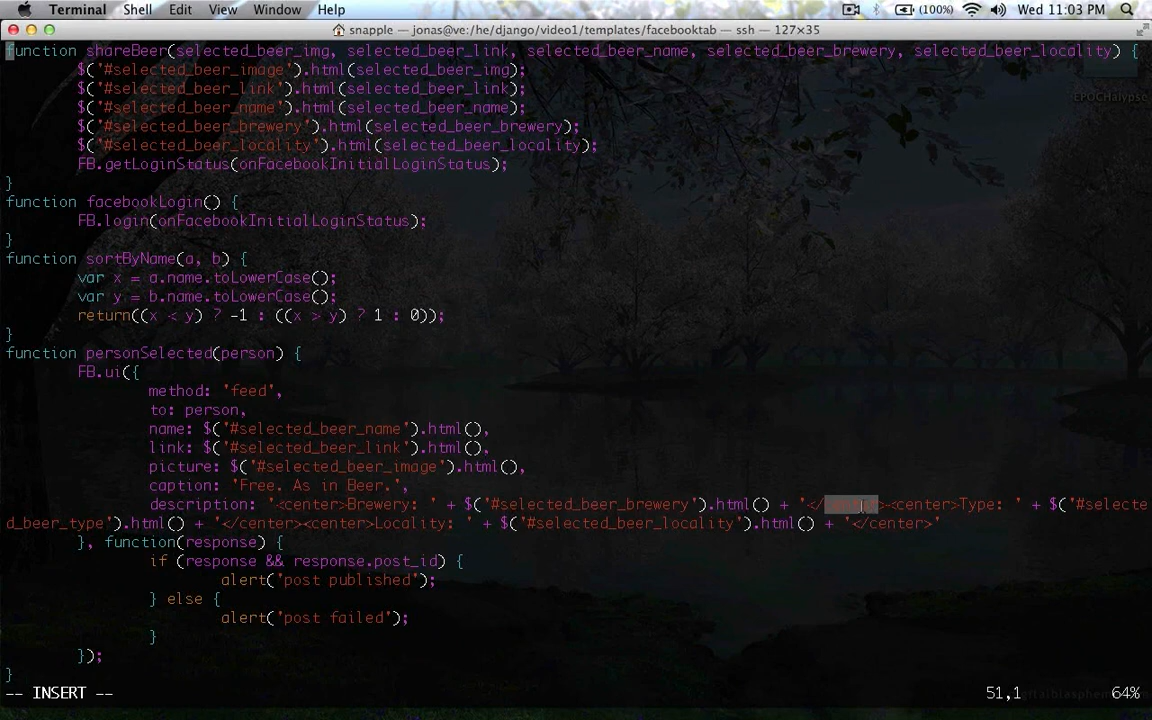 Terminal Shell Edit View Window Help (100%) Wed 11:03 PM
snapple — jonas@ve:/he/django/video1/templates/facebooktab — ssh — 127×35
function shareBeer(selected_beer_img, selected_beer_link, selected_beer_name, selected_beer_brewery, selected_beer_locality) {
$('#selected_beer_image').html(selected_beer_img);
$('#selected_beer_link').html(selected_beer_link);
$('#selected_beer_name').html(selected_beer_name);
$('#selected_beer_brewery').html(selected_beer_brewery);
$('#selected_beer_locality').html(selected_beer_locality);
FB.getLoginStatus(onFacebookInitialLoginStatus);
}
function facebookLogin() {
FB.login(onFacebookInitialLoginStatus);
}
function sortByName(a, b) {
var x = a.name.toLowerCase();
var y = b.name.toLowerCase();
return((x < y) ? -1 : ((x > y) ? 1 : 0));
}
function personSelected(person) {
FB.ui({
method: 'feed',
to: person,
name: $('#selected_beer_name').html(),
link: $('#selected_beer_link').html(),
picture: $('#selected_beer_image').html(),
caption: 'Free. As in Beer.',
description: '<center>Brewery: ' + $('#selected_beer_brewery').html() + '</center><center>Type: ' + $('#selecte
d_beer_type').html() + '</center><center>Locality: ' + $('#selected_beer_locality').html() + '</center>'
}, function(response) {
if (response && response.post_id) {
alert('post published');
} else {
alert('post failed');
}
});
}
-- INSERT -- 51,1 64%